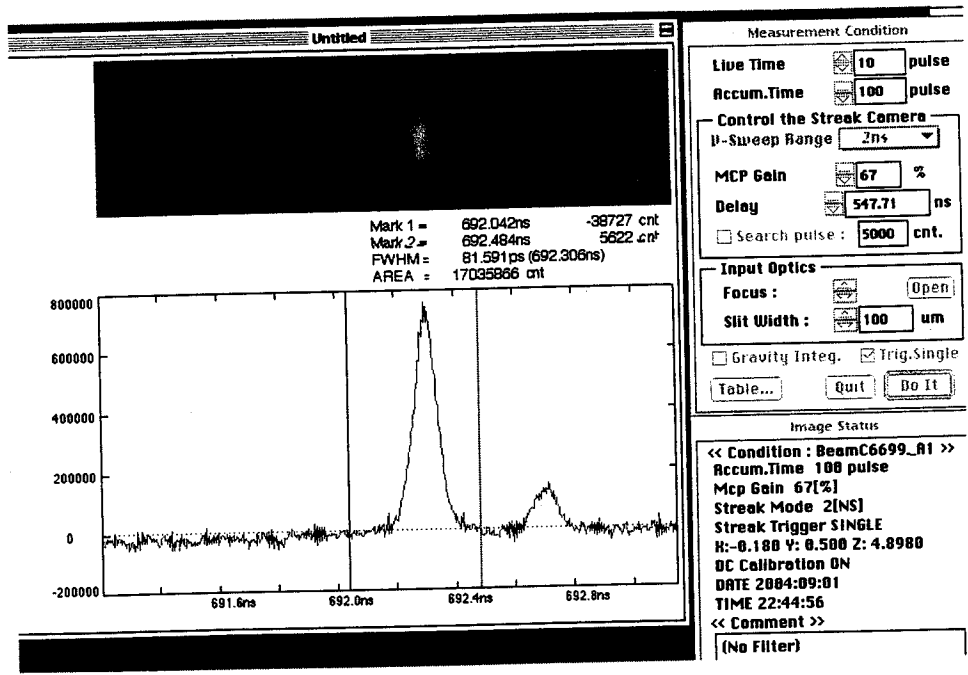 Untitled
Mark 1 = 692.042ns -38727 cnt
Mark 2 = 692.484ns 5622 cnt
FWHM = 81.591ps (692.306ns)
AREA = 17035866 cnt
800000
600000
400000
200000
0
-200000
691.6ns 692.0ns 692.4ns 692.8ns
Measurement Condition
Live Time 10 pulse
Accum.Time 100 pulse
Control the Streak Camera
V-Sweep Range 2ns
MCP Gain 67 %
Delay 547.71 ns
Search pulse : 5000 cnt.
Input Optics
Focus : Open
Slit Width : 100 um
Gravity Integ. Trig.Single
Table... Quit Do It
Image Status
<< Condition : BeamC6699_A1 >>
Accum.Time 100 pulse
Mcp Gain 67[%]
Streak Mode 2[NS]
Streak Trigger SINGLE
X:-0.180 Y: 0.500 Z: 4.8980
DC Calibration ON
DATE 2004:09:01
TIME 22:44:56
<< Comment >>
(No Filter)